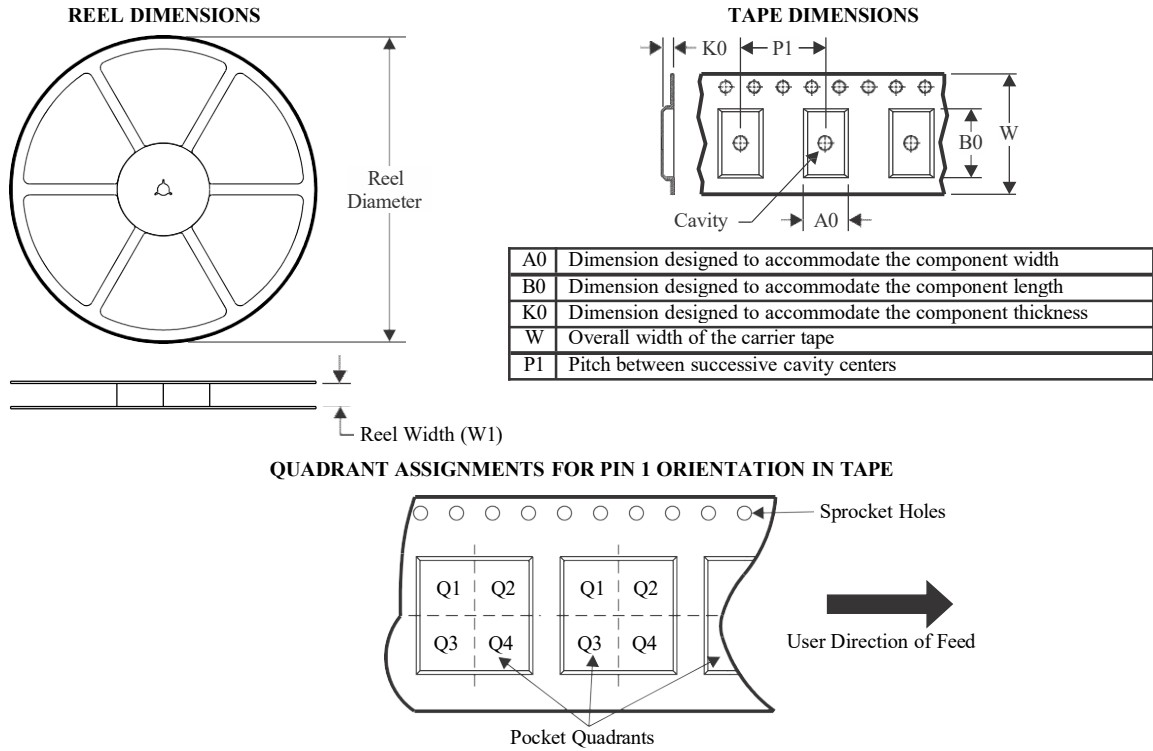 REEL DIMENSIONS
Reel
Diameter
Reel Width (W1)
TAPE DIMENSIONS
K0
P1
B0
W
Cavity
A0
A0 Dimension designed to accommodate the component width
B0 Dimension designed to accommodate the component length
K0 Dimension designed to accommodate the component thickness
W Overall width of the carrier tape
P1 Pitch between successive cavity centers
QUADRANT ASSIGNMENTS FOR PIN 1 ORIENTATION IN TAPE
Sprocket Holes
Q1 Q2 Q1 Q2
Q3 Q4 Q3 Q4
User Direction of Feed
Pocket Quadrants